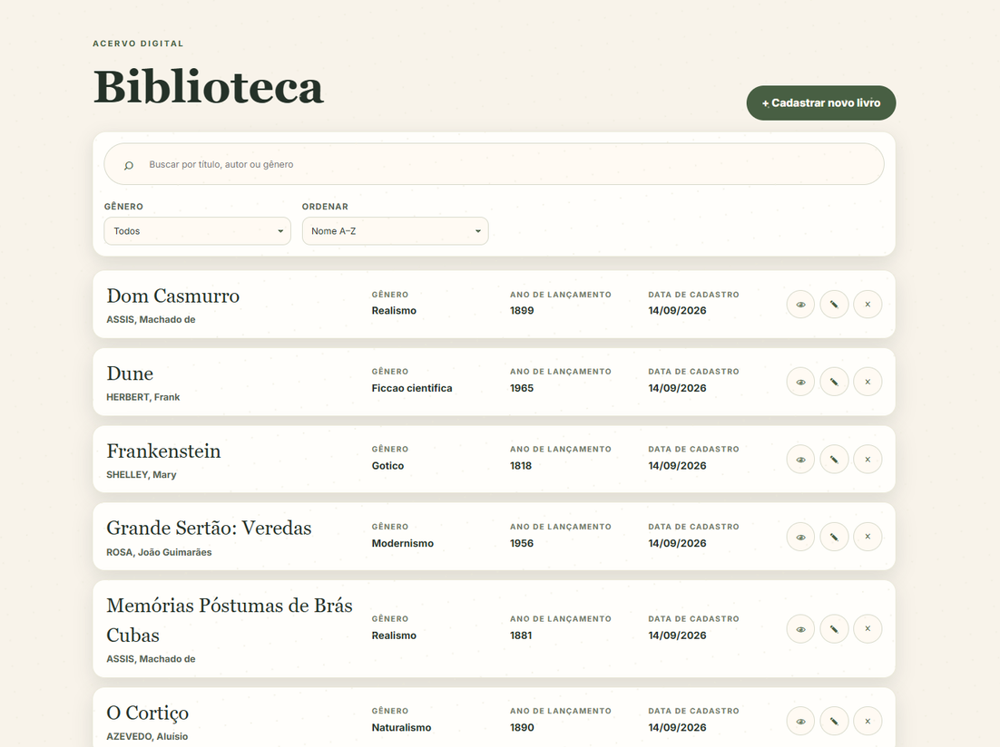 ACERVO DIGITAL
Biblioteca
+ Cadastrar novo livro
Buscar por título, autor ou gênero
GÊNERO ORDENAR
Todos Nome A–Z
Dom Casmurro
ASSIS, Machado de
GÊNERO ANO DE LANÇAMENTO DATA DE CADASTRO
Realismo 1899 14/09/2026
Dune
HERBERT, Frank
GÊNERO ANO DE LANÇAMENTO DATA DE CADASTRO
Ficcao cientifica 1965 14/09/2026
Frankenstein
SHELLEY, Mary
GÊNERO ANO DE LANÇAMENTO DATA DE CADASTRO
Gotico 1818 14/09/2026
Grande Sertão: Veredas
ROSA, João Guimarães
GÊNERO ANO DE LANÇAMENTO DATA DE CADASTRO
Modernismo 1956 14/09/2026
Memórias Póstumas de Brás
Cubas
ASSIS, Machado de
GÊNERO ANO DE LANÇAMENTO DATA DE CADASTRO
Realismo 1881 14/09/2026
O Cortiço
AZEVEDO, Aluísio
GÊNERO ANO DE LANÇAMENTO DATA DE CADASTRO
Naturalismo 1890 14/09/2026